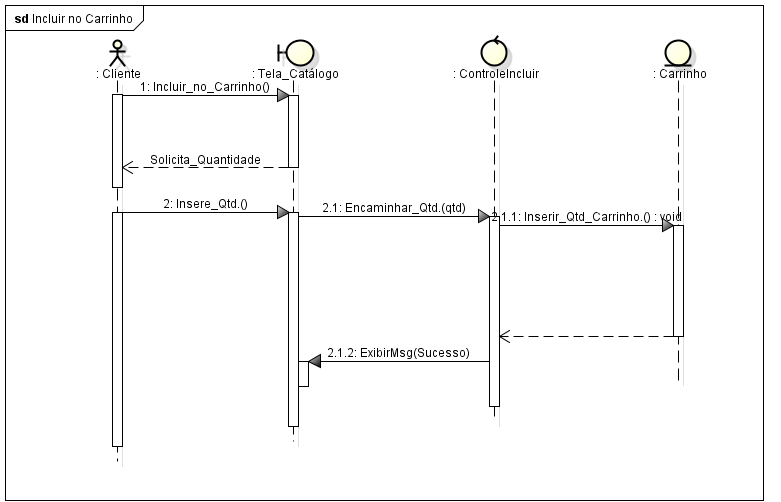 sd Incluir no Carrinho
: Cliente
: Tela_Catálogo
: ControleIncluir
: Carrinho
1: Incluir_no_Carrinho()
Solicita_Quantidade
2: Insere_Qtd.()
2.1: Encaminhar_Qtd.(qtd)
2.1.1: Inserir_Qtd_Carrinho.() : void
2.1.2: ExibirMsg(Sucesso)